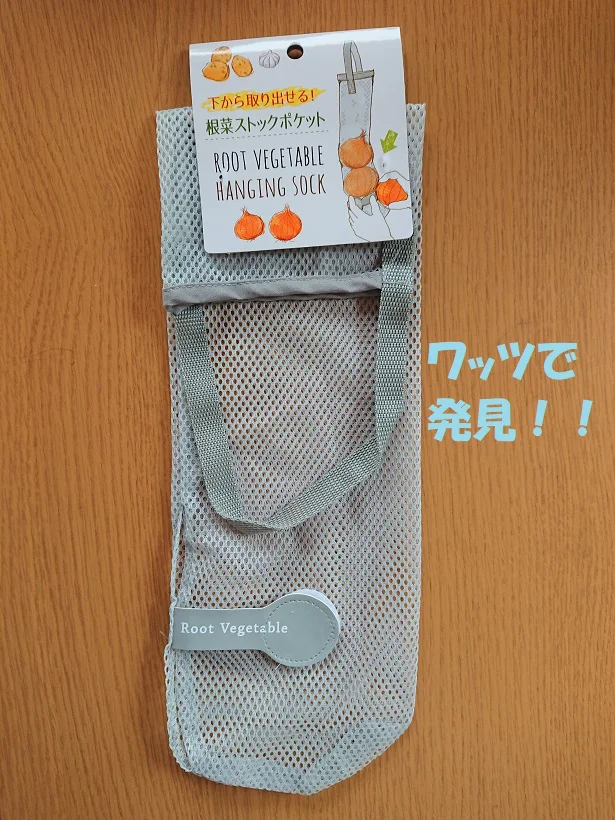 下から取り出せる!
根菜ストックポケット
ROOT VEGETABLE
HANGING SOCK
ワッツで
発見!!
Root Vegetable